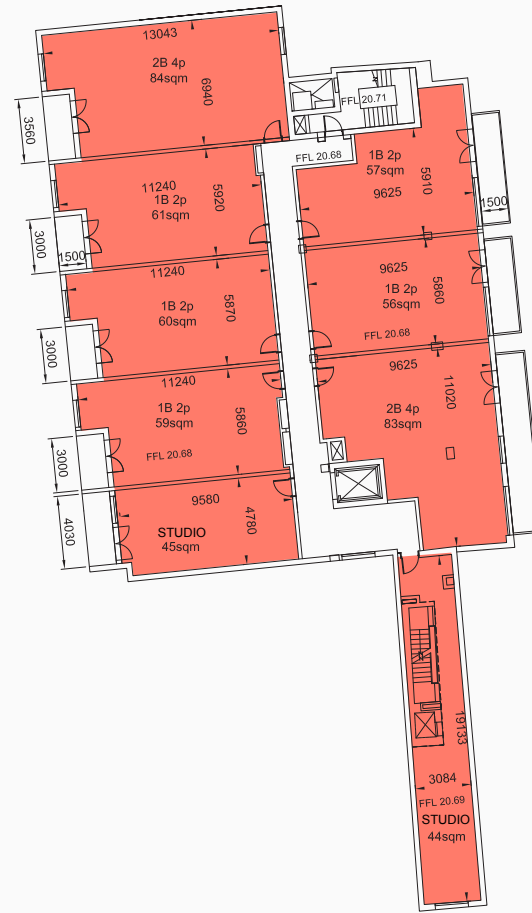 13043
2B 4p
84sqm
6940
3560
FFL 20.71
FFL 20.68
1B 2p
57sqm
5910
9625
1500
11240
1B 2p
61sqm
5920
3000
1500
11240
1B 2p
60sqm
5870
9625
1B 2p
56sqm
5860
FFL 20.68
3000
11240
1B 2p
59sqm
5860
FFL 20.68
9625
11020
2B 4p
83sqm
3000
4030
9580
4780
STUDIO
45sqm
19133
3084
FFL 20.69
STUDIO
44sqm